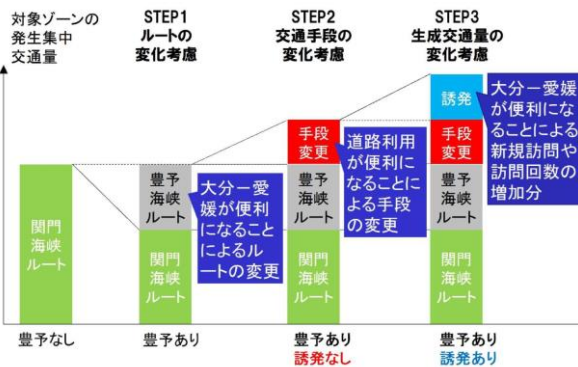 対象ゾーンの
発生集中
交通量
STEP1
ルートの
変化考慮
STEP2
交通手段の
変化考慮
STEP3
生成交通量の
変化考慮
関門
海峡
ルート
豊予
海峡
ルート
関門
海峡
ルート
大分ー愛媛
が便利
になること
によるル
ートの変更
手段
変更
豊予
海峡
ルート
関門
海峡
ルート
道路利用
が便利に
なることに
よる手段
の変更
誘発
手段
変更
豊予
海峡
ルート
関門
海峡
ルート
大分ー愛媛
が便利にな
ることによる
新規訪問や
訪問回数の
増加分
豊予なし
豊予あり
豊予あり
誘発なし
豊予あり
誘発あり